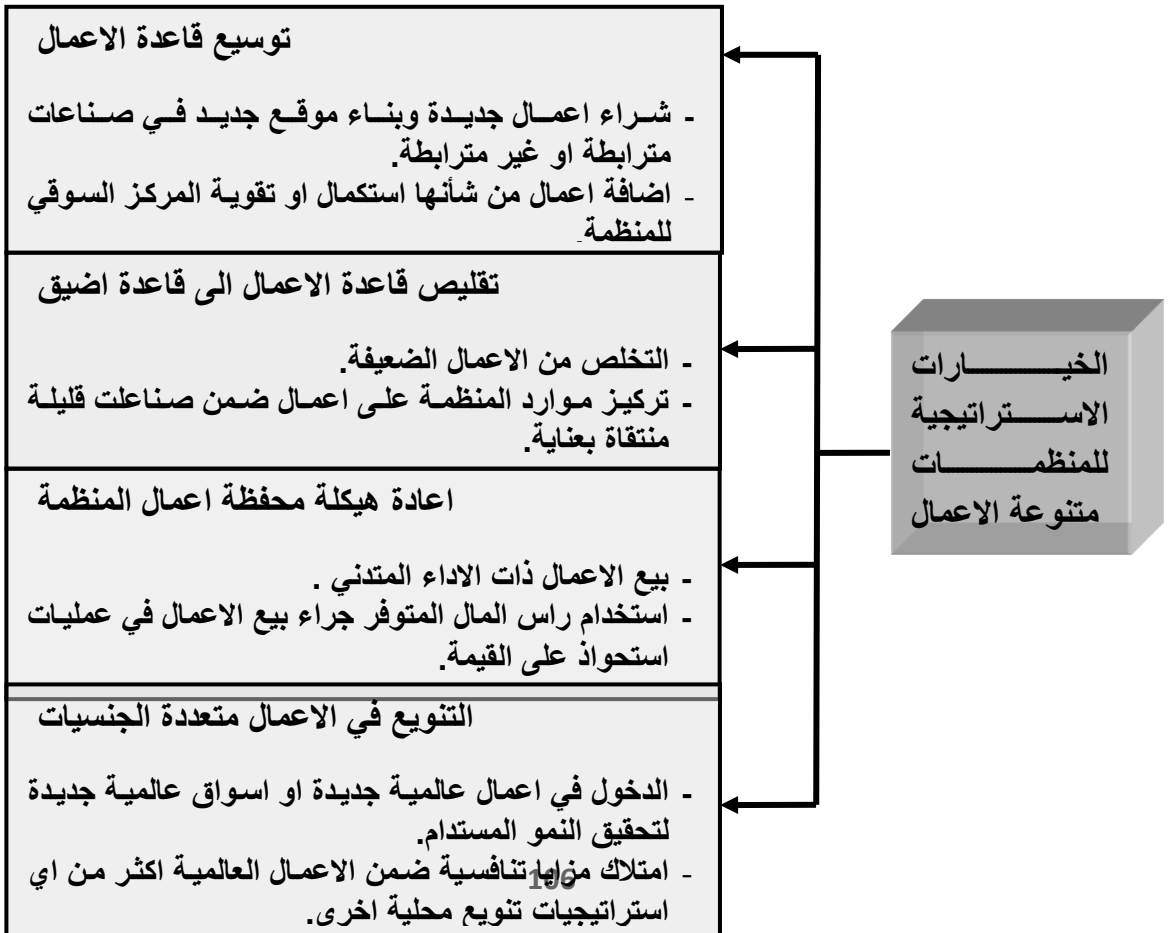 توسيع قاعدة الاعمال
- شراء اعمال جديدة وبناء موقع جديد في صناعات
مترابطة او غير مترابطة.
- اضافة اعمال من شأنها استكمال او تقوية المركز السوقي
للمنظمة.
تقليص قاعدة الاعمال الى قاعدة اضيق
- التخلص من الاعمال الضعيفة.
- تركيز موارد المنظمة على اعمال ضمن صناعلت قليلة
منتقاة بعناية.
اعادة هيكلة محفظة اعمال المنظمة
- بيع الاعمال ذات الاداء المتدني .
- استخدام راس المال المتوفر جراء بيع الاعمال في عمليات
استحواذ على القيمة.
التنويع في الاعمال متعددة الجنسيات
- الدخول في اعمال عالمية جديدة او اسواق عالمية جديدة
لتحقيق النمو المستدام.
- امتلاك مزايا تنافسية ضمن الاعمال العالمية اكثر من اي
استراتيجيات تنويع محلية اخرى.
106
الخيارات
الاستراتيجية
للمنظمات
متنوعة الاعمال